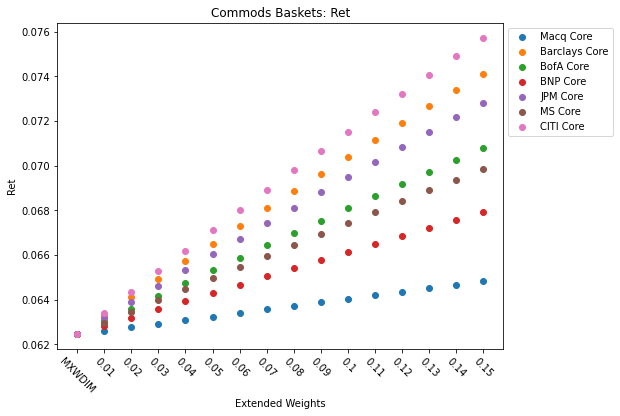 Commods Baskets: Ret
Ret
0.076
0.074
0.072
0.070
0.068
0.066
0.064
0.062
MXWDIM
0.01
0.02
0.03
0.04
0.05
0.06
0.07
0.08
0.09
0.1
0.11
0.12
0.13
0.14
0.15
Extended Weights
Macq Core
Barclays Core
BofA Core
BNP Core
JPM Core
MS Core
CITI Core